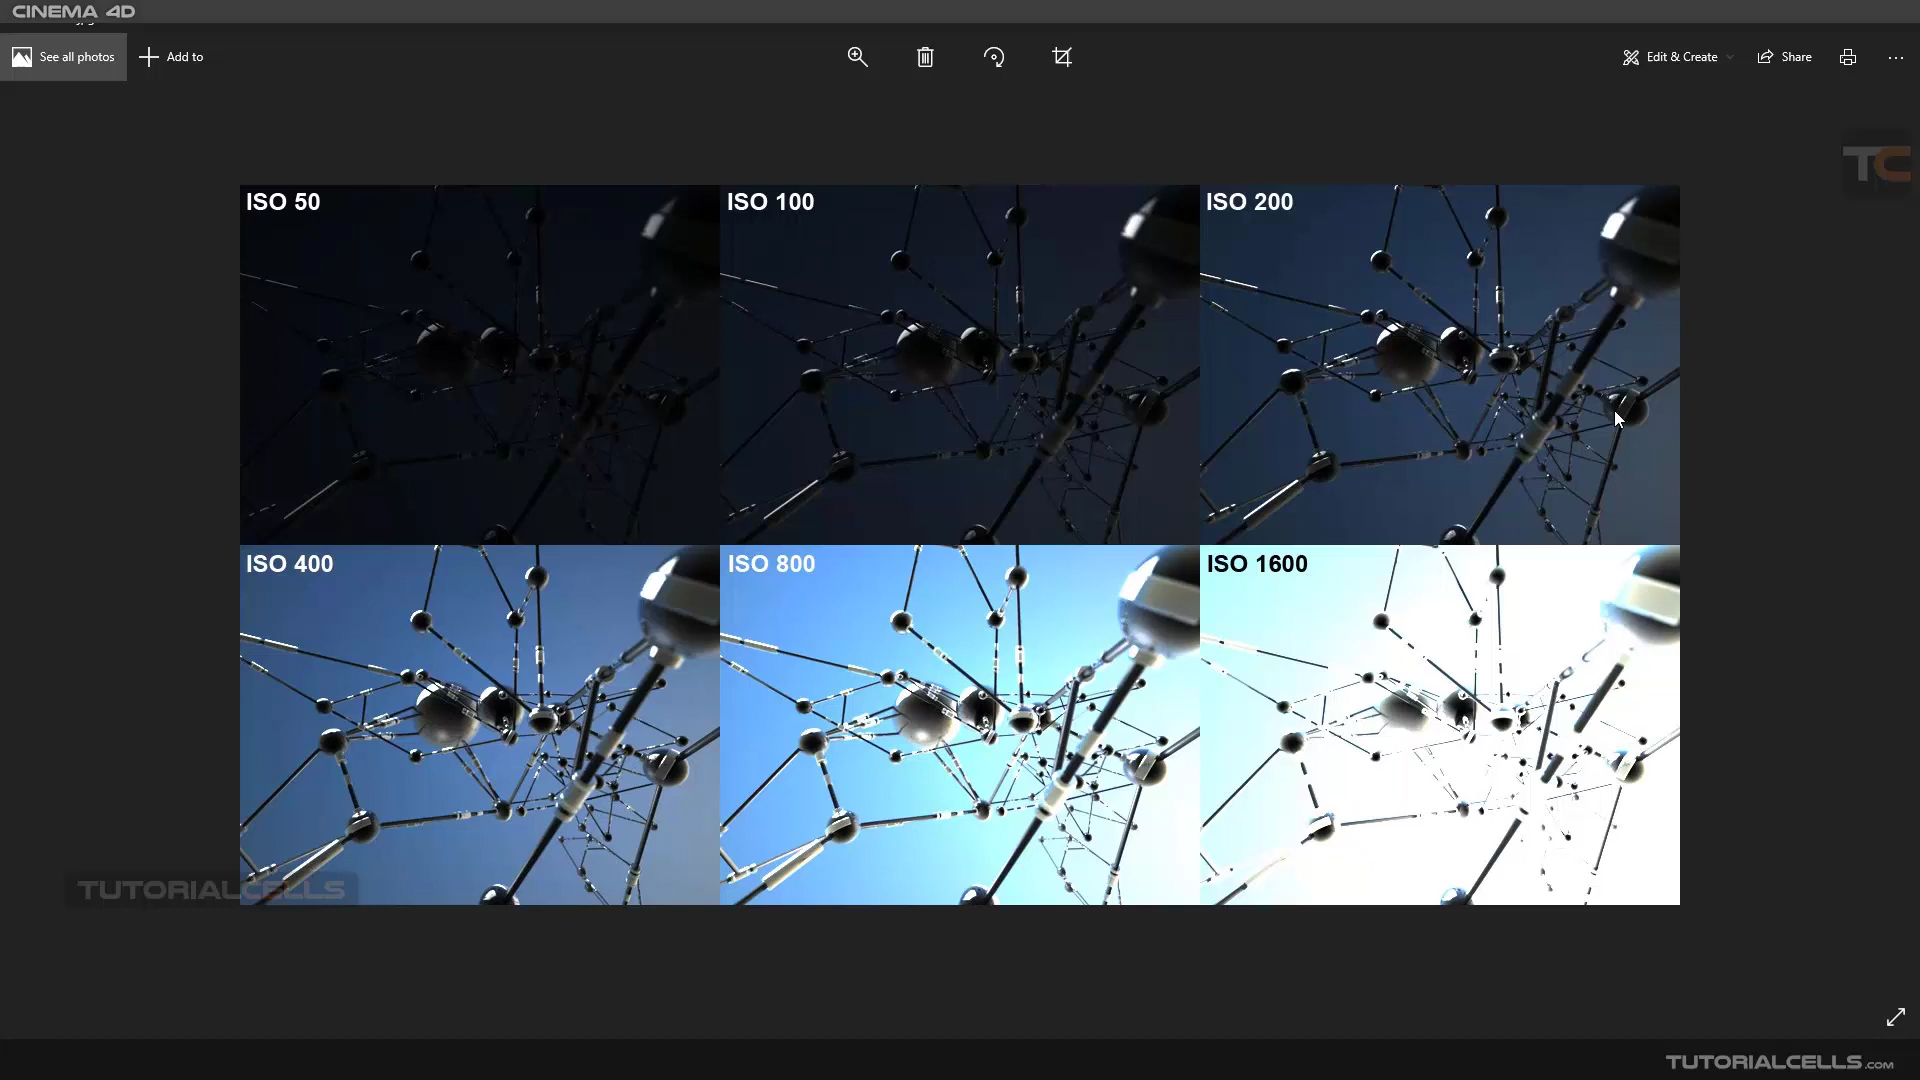 CINEMA 4D
See all photos
Add to
Edit & Create
Share
TC
ISO 50
ISO 100
ISO 200
ISO 400
ISO 800
ISO 1600
TUTORIALCELLS
TUTORIALCELLS.COM